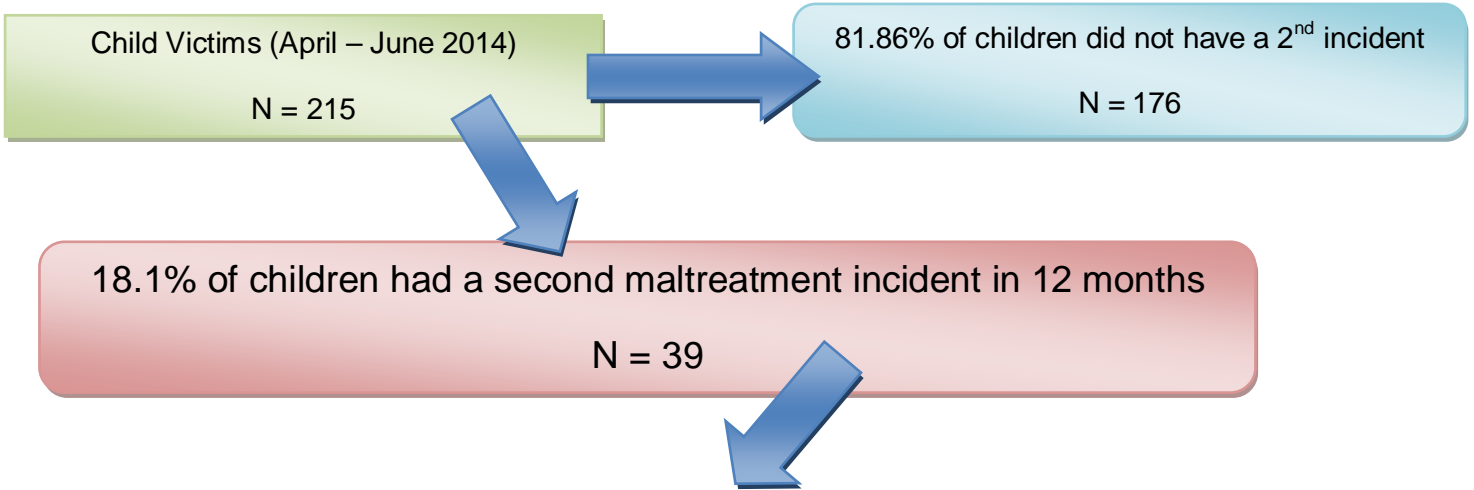 Child Victims (April – June 2014)
N = 215
81.86% of children did not have a 2nd incident
N = 176
18.1% of children had a second maltreatment incident in 12 months
N = 39